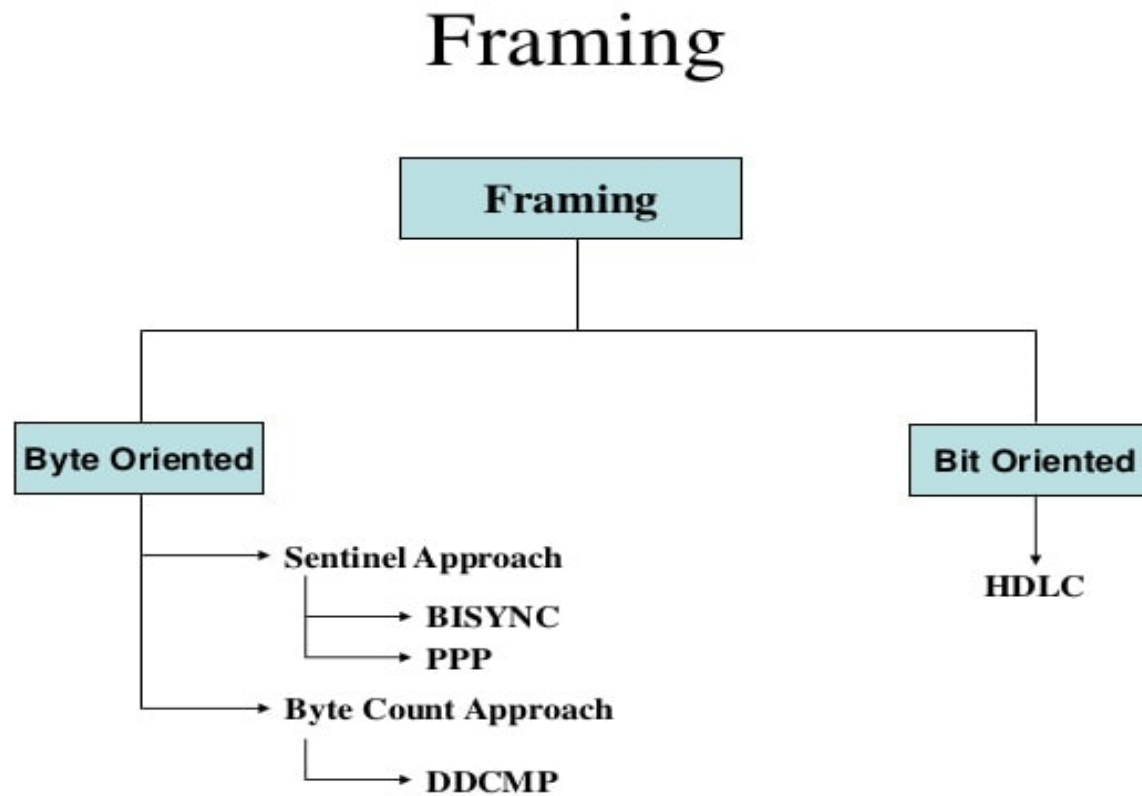 Framing
Framing
Byte Oriented
Bit Oriented
Sentinel Approach
HDLC
BISYNC
PPP
Byte Count Approach
DDCMP